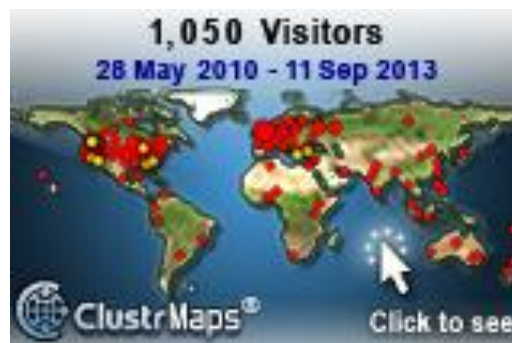 1,050 Visitors
28 May 2010 - 11 Sep 2013
ClustrMaps®
Click to see